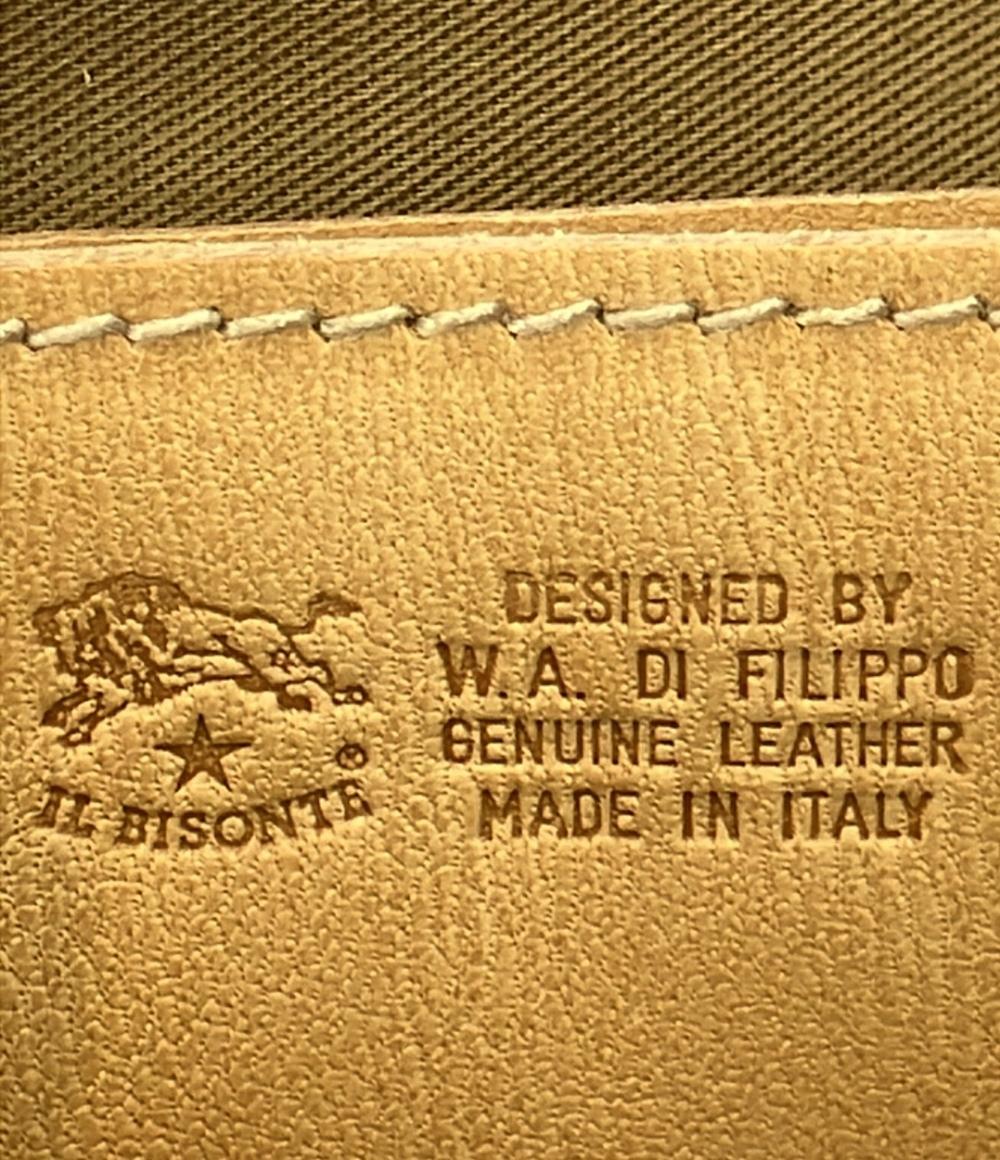 ®
®
IL BISONTE
DESIGNED BY
W. A. DI FILIPPO
GENUINE LEATHER
MADE IN ITALY